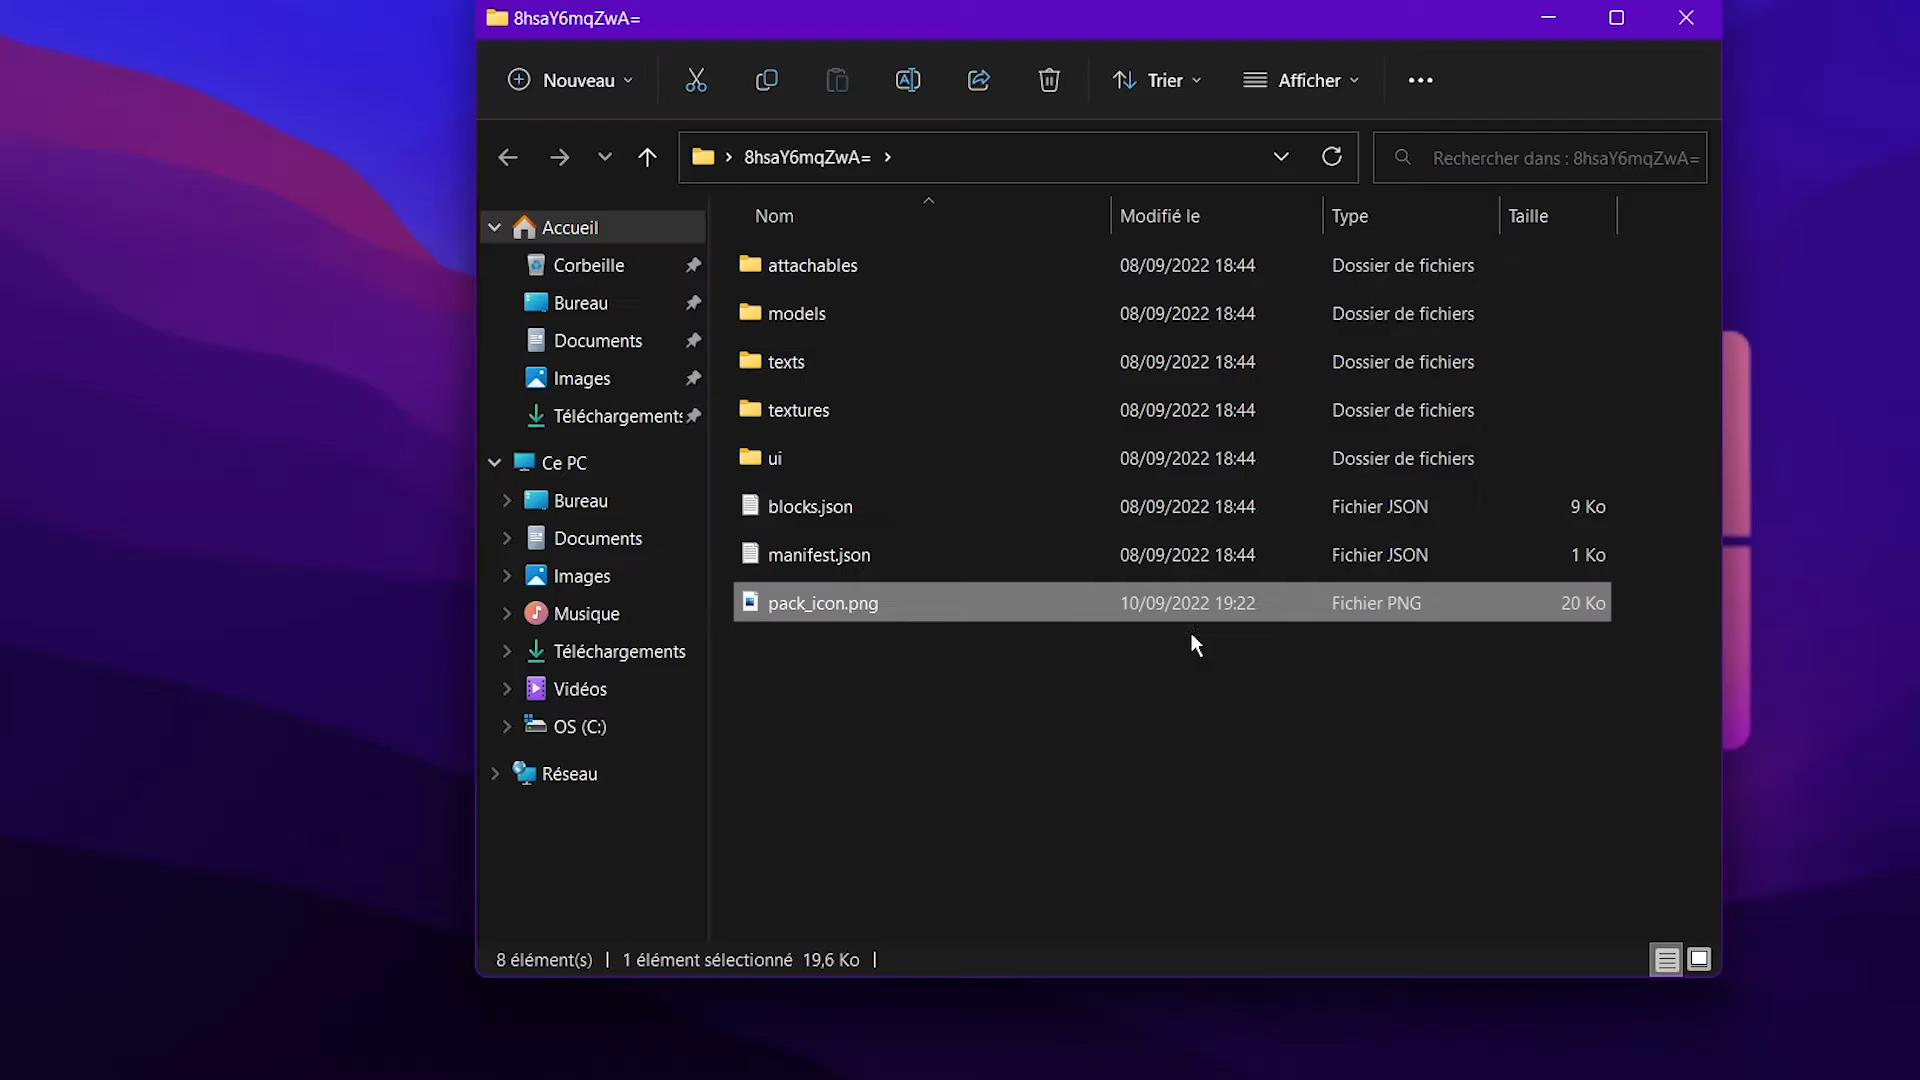 8hsaY6mqZwA=
Nouveau
Trier
Afficher
8hsaY6mqZwA=
Rechercher dans : 8hsaY6mqZwA=
Nom Modifié le Type Taille
Accueil
Corbeille
Bureau
Documents
Images
Téléchargements
Ce PC
Bureau
Documents
Images
Musique
Téléchargements
Vidéos
OS (C:)
Réseau
attachables 08/09/2022 18:44 Dossier de fichiers
models 08/09/2022 18:44 Dossier de fichiers
texts 08/09/2022 18:44 Dossier de fichiers
textures 08/09/2022 18:44 Dossier de fichiers
ui 08/09/2022 18:44 Dossier de fichiers
blocks.json 08/09/2022 18:44 Fichier JSON 9 Ko
manifest.json 08/09/2022 18:44 Fichier JSON 1 Ko
pack_icon.png 10/09/2022 19:22 Fichier PNG 20 Ko
8 élément(s) | 1 élément sélectionné 19,6 Ko |